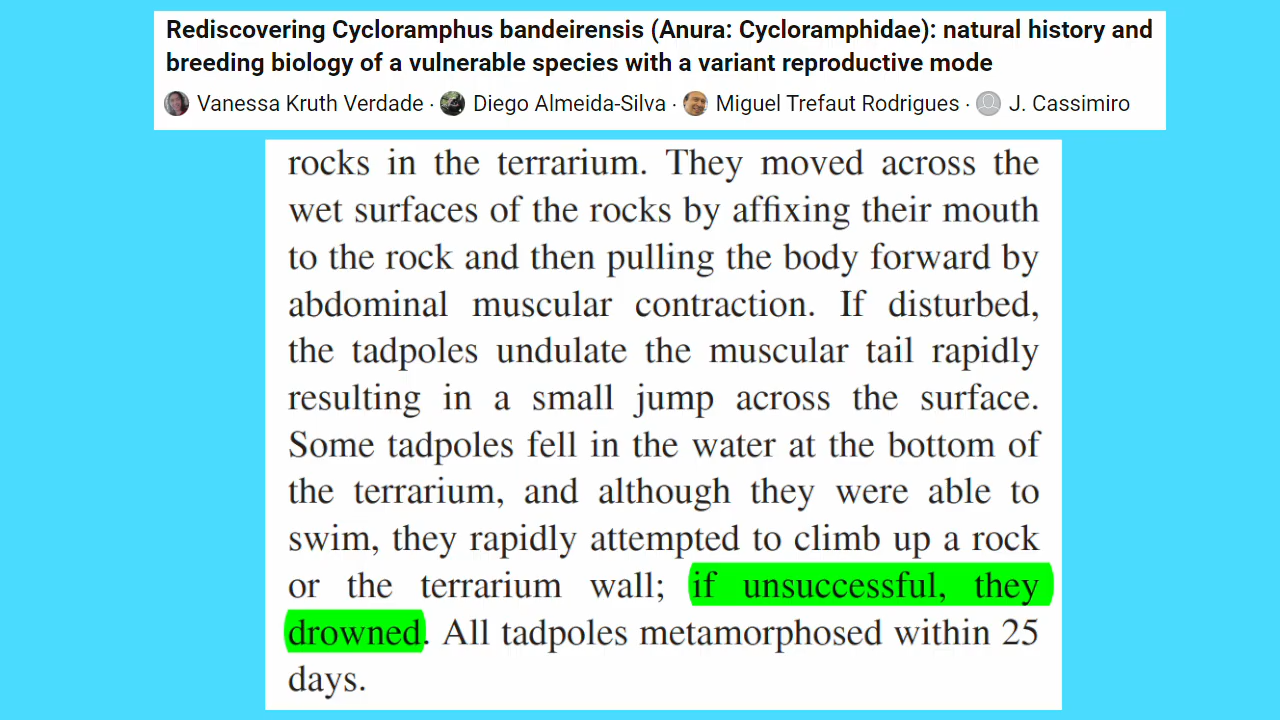 Rediscovering Cycloramphus bandeirensis (Anura: Cycloramphidae): natural history and
breeding biology of a vulnerable species with a variant reproductive mode
Vanessa Kruth Verdade · Diego Almeida-Silva · Miguel Trefaut Rodrigues · J. Cassimiro
rocks in the terrarium. They moved across the
wet surfaces of the rocks by affixing their mouth
to the rock and then pulling the body forward by
abdominal muscular contraction. If disturbed,
the tadpoles undulate the muscular tail rapidly
resulting in a small jump across the surface.
Some tadpoles fell in the water at the bottom of
the terrarium, and although they were able to
swim, they rapidly attempted to climb up a rock
or the terrarium wall; if unsuccessful, they
drowned. All tadpoles metamorphosed within 25
days.